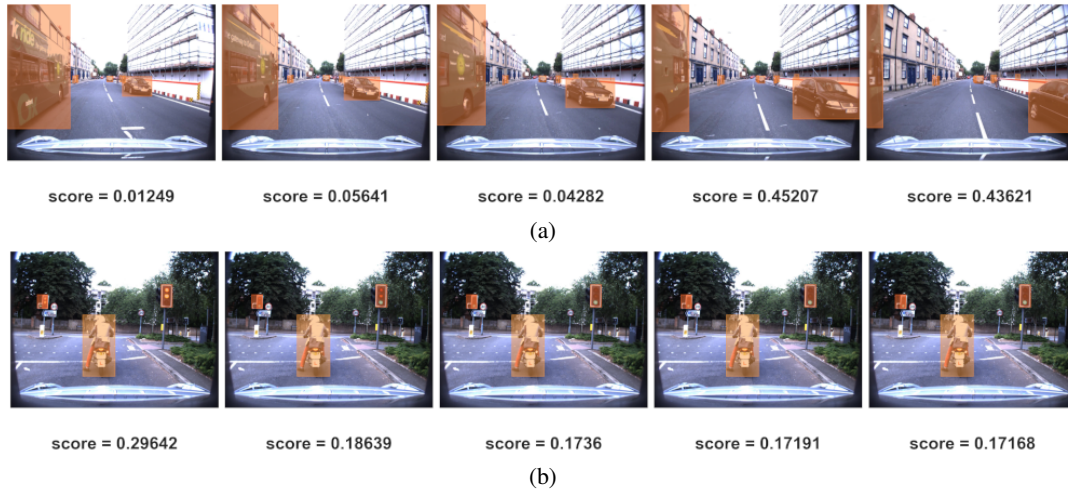 score = 0.01249 score = 0.05641 score = 0.04282 score = 0.45207 score = 0.43621
(a)
score = 0.29642 score = 0.18639 score = 0.1736 score = 0.17191 score = 0.17168
(b)